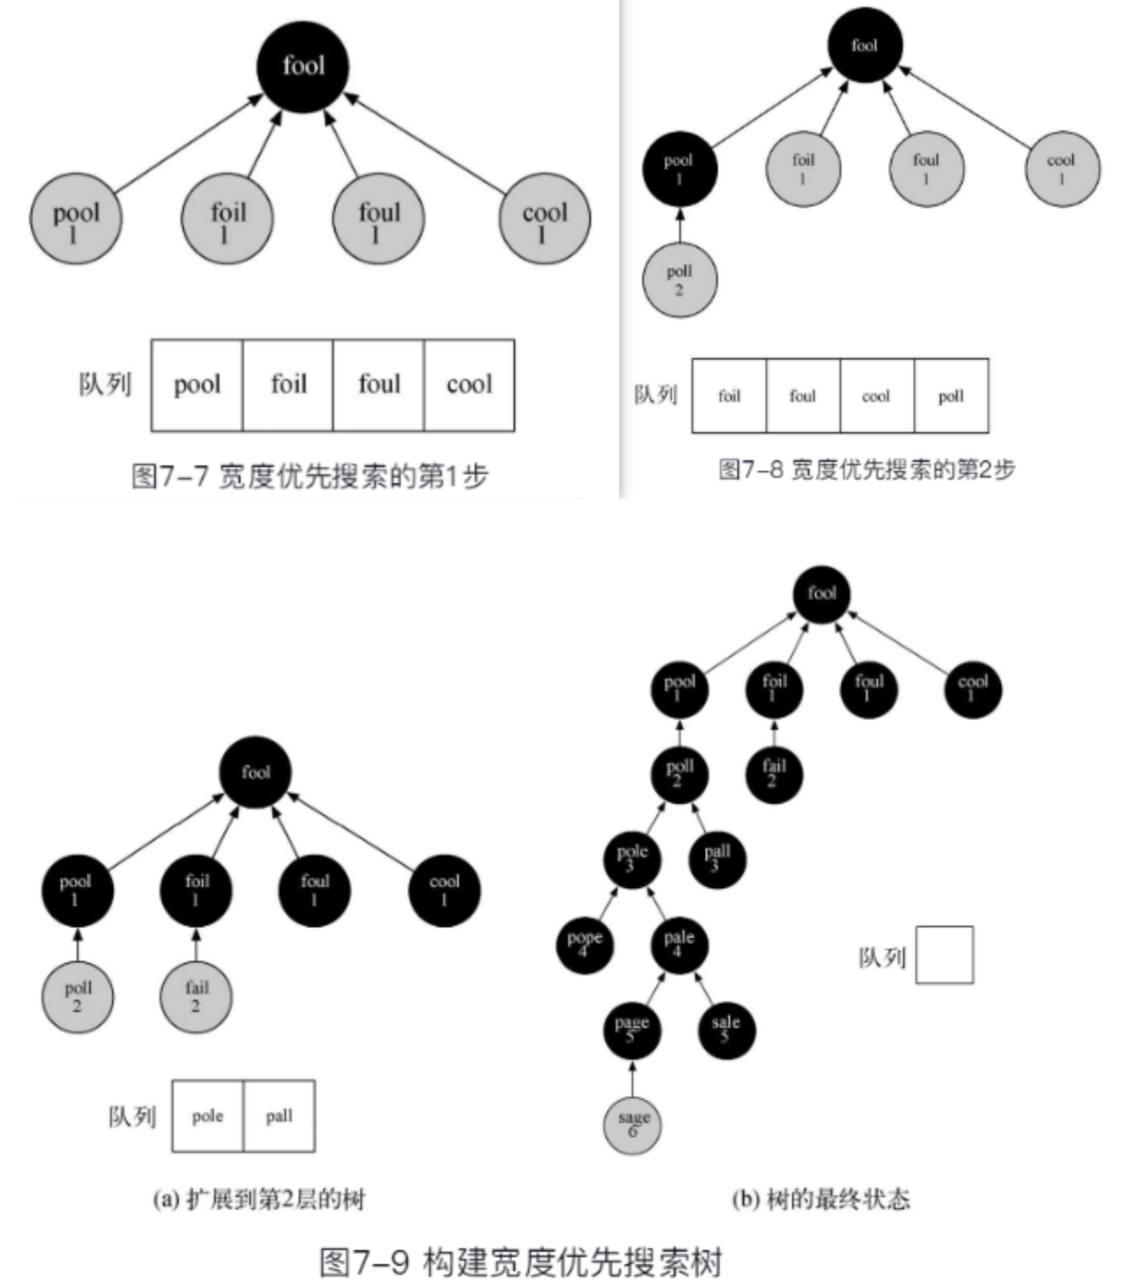 fool
pool
1
foil
1
foul
1
cool
1
队列
pool
foil
foul
cool
图7-7 宽度优先搜索的第1步
fool
pool
1
foil
1
foul
1
cool
1
poll
2
队列
foil
foul
cool
poll
图7-8 宽度优先搜索的第2步
fool
pool
1
foil
1
foul
1
cool
1
poll
2
fail
2
队列
pole
pall
(a) 扩展到第2层的树
fool
pool
1
foil
1
foul
1
cool
1
poll
2
fail
2
pole
3
pall
3
pope
4
pale
4
队列
page
5
sale
5
sage
6
(b) 树的最终状态
图7-9 构建宽度优先搜索树